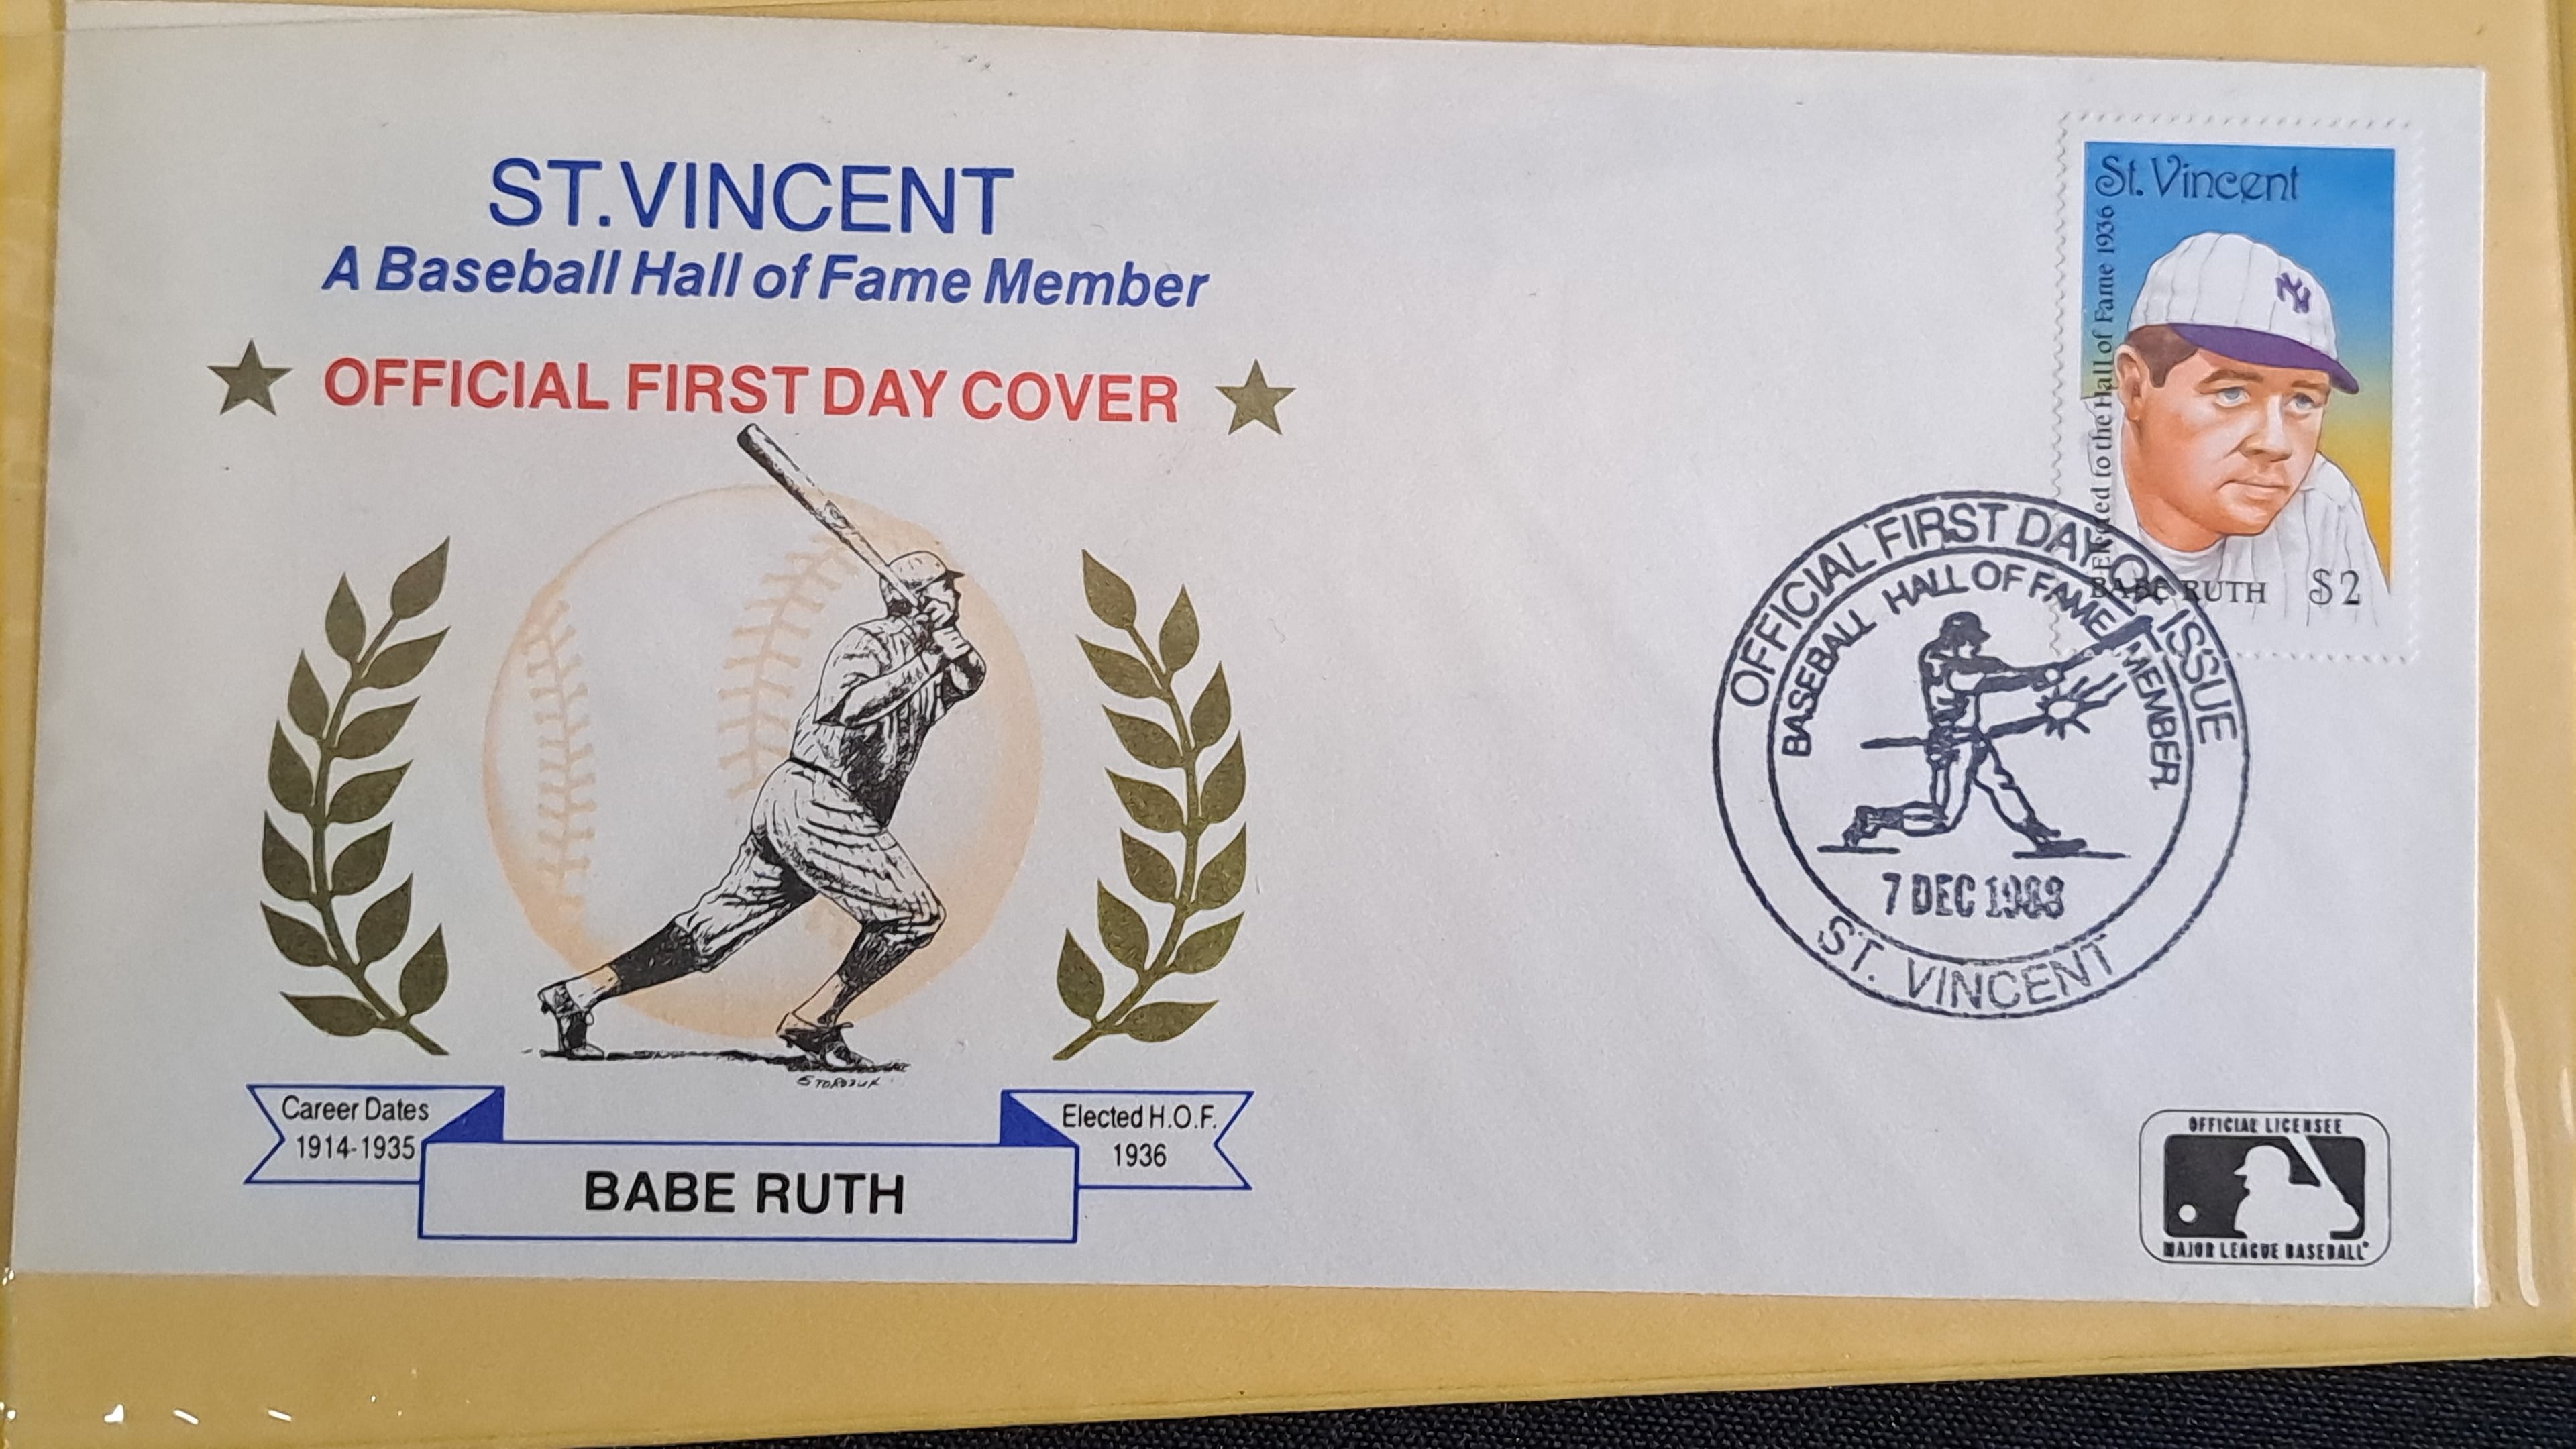 ST.VINCENT
A Baseball Hall of Fame Member
OFFICIAL FIRST DAY COVER
Career Dates
1914-1935
BABE RUTH
Elected H.O.F.
1936
St. Vincent
Elected to the Hall of Fame 1936
BABE RUTH $2
OFFICIAL FIRST DAY OF ISSUE
BASEBALL HALL OF FAME MEMBER
7 DEC 1988
ST. VINCENT
OFFICIAL LICENSEE
MAJOR LEAGUE BASEBALL